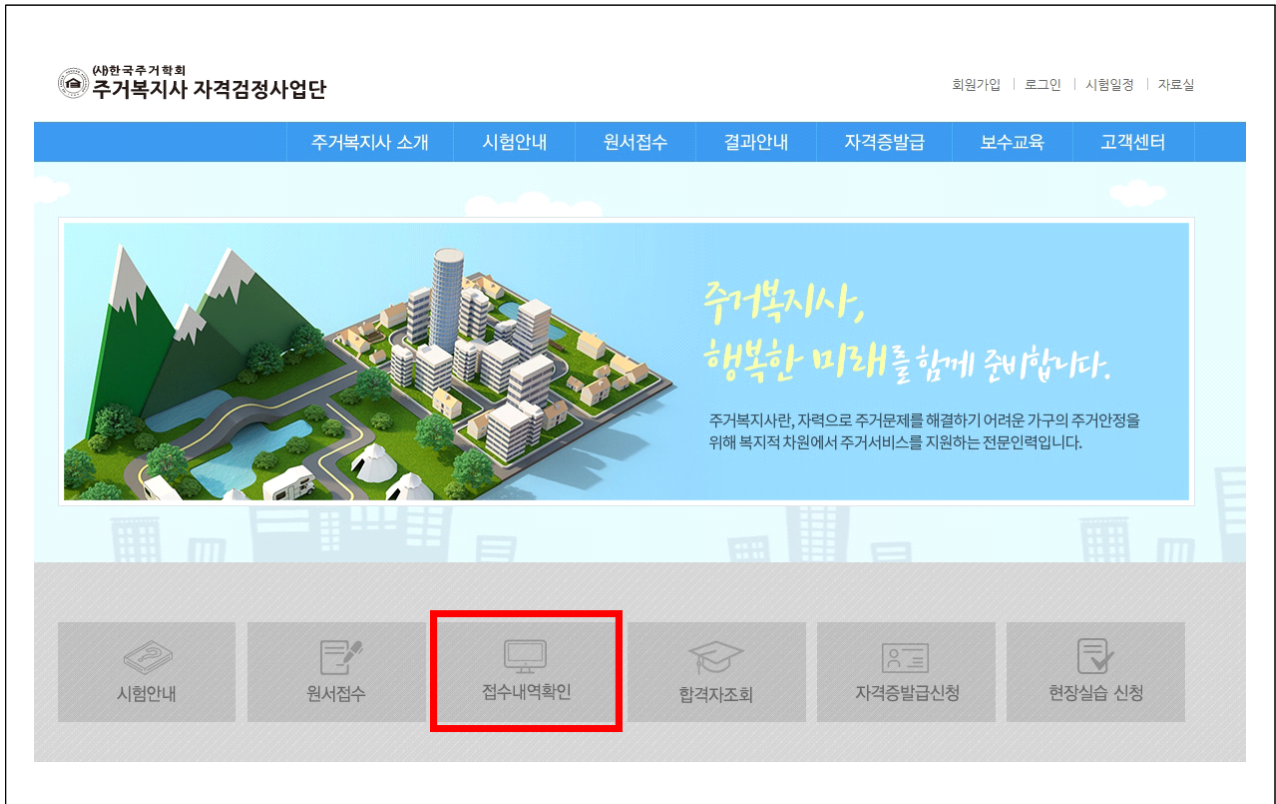 (사)한국주거학회
주거복지사 자격검정사업단
회원가입 | 로그인 | 시험일정 | 자료실
주거복지사 소개 시험안내 원서접수 결과안내 자격증발급 보수교육 고객센터
주거복지사,
행복한 미래를 함께 준비합니다.
주거복지사란, 자력으로 주거문제를 해결하기 어려운 가구의 주거안정을
위해 복지적 차원에서 주거서비스를 지원하는 전문인력입니다.
시험안내 원서접수 접수내역확인 합격자조회 자격증발급신청 현장실습 신청